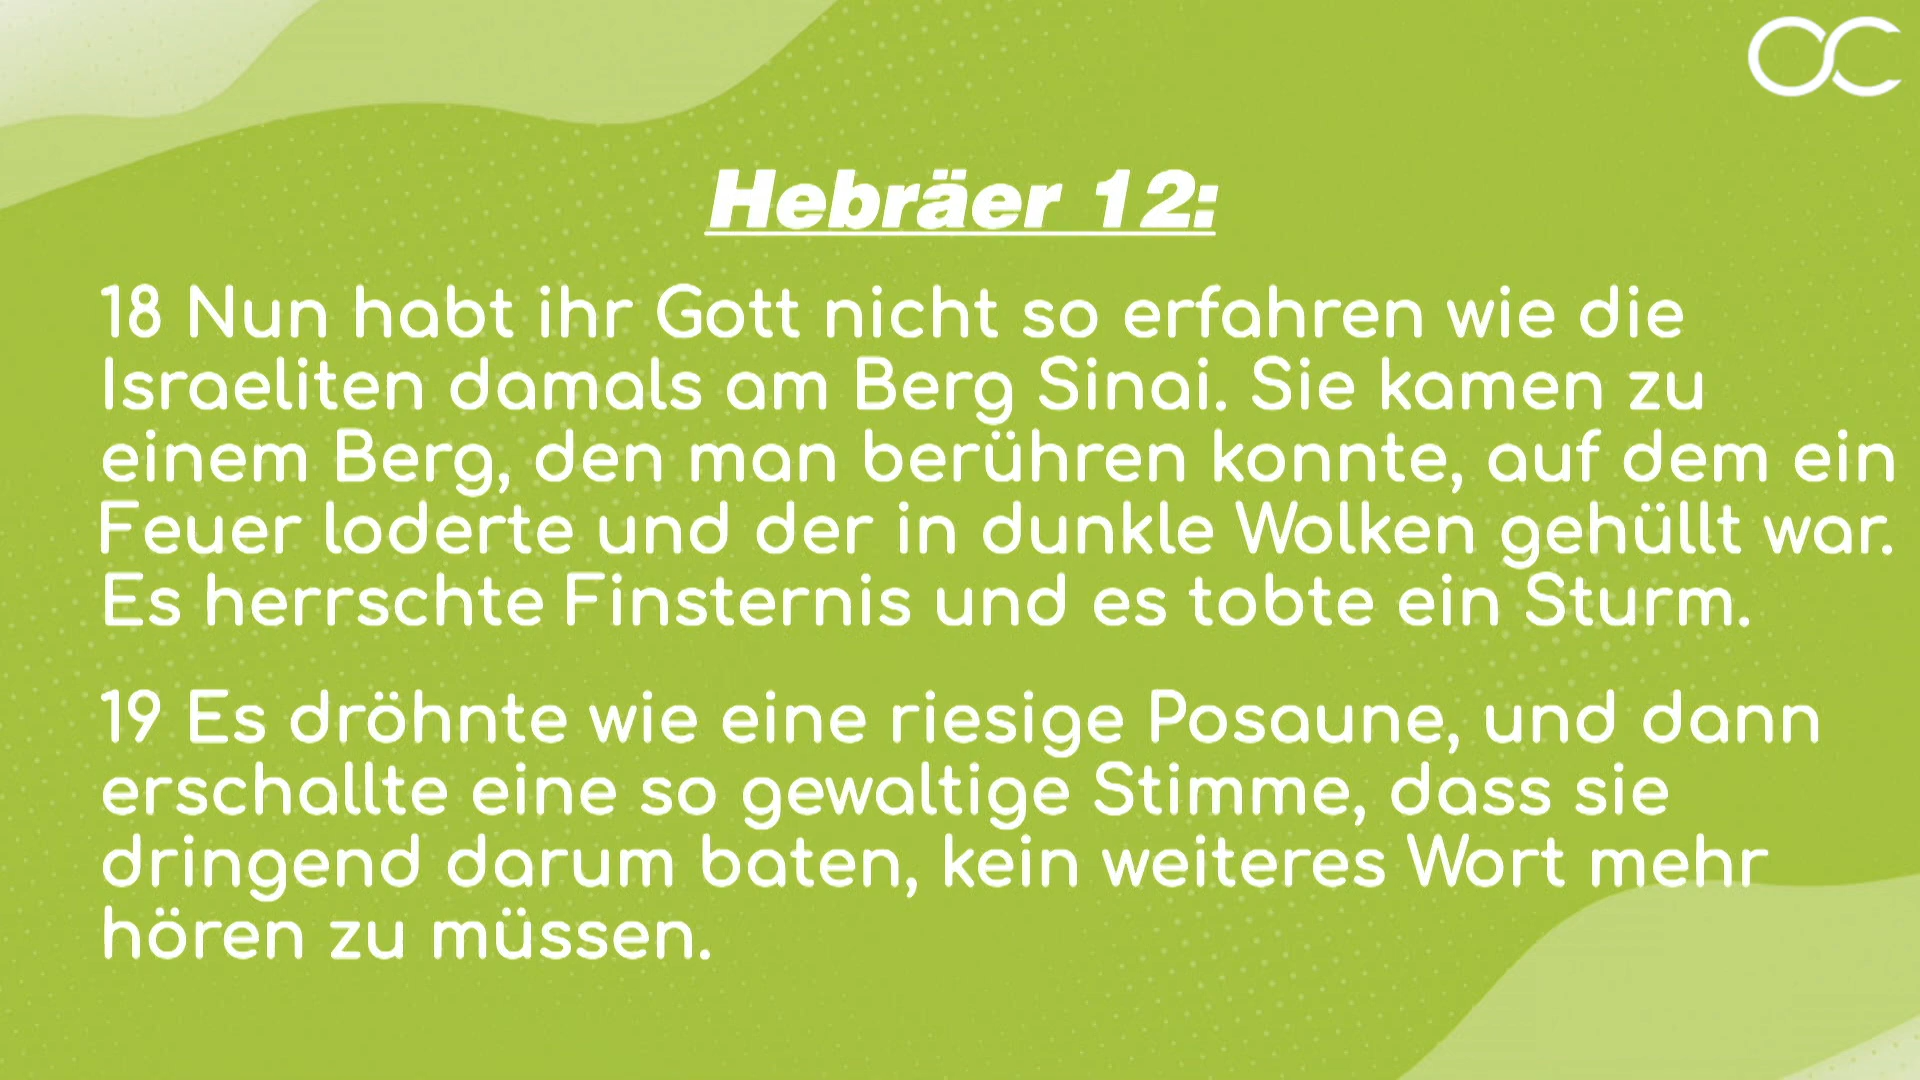 OC
Hebräer 12:
18 Nun habt ihr Gott nicht so erfahren wie die
Israeliten damals am Berg Sinai. Sie kamen zu
einem Berg, den man berühren konnte, auf dem ein
Feuer loderte und der in dunkle Wolken gehüllt war.
Es herrschte Finsternis und es tobte ein Sturm.
19 Es dröhnte wie eine riesige Posaune, und dann
erschallte eine so gewaltige Stimme, dass sie
dringend darum baten, kein weiteres Wort mehr
hören zu müssen.